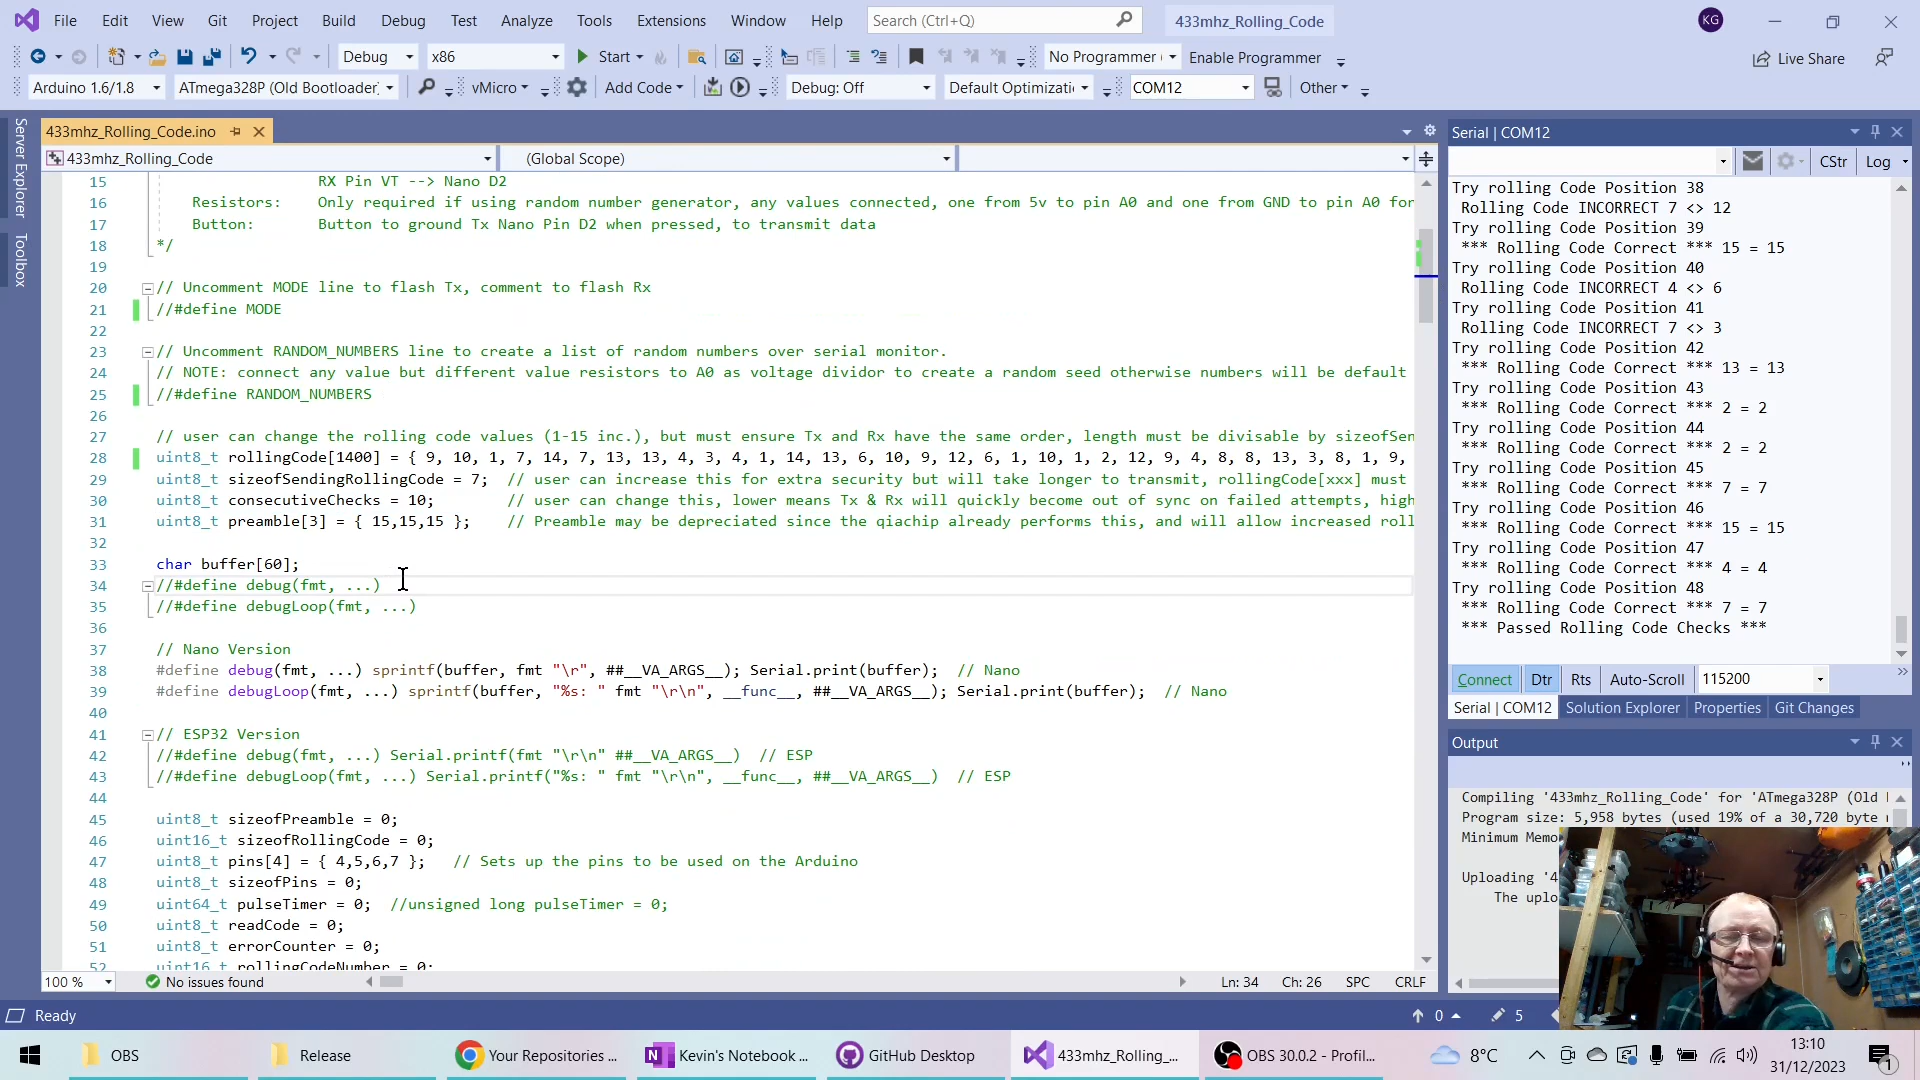 File Edit View Git Project Build Debug Test Analyze Tools Extensions Window Help Search (Ctrl+Q) 433mhz_Rolling_Code KG
Debug x86 Start No Programmer Enable Programmer Live Share
Arduino 1.6/1.8 ATmega328P (Old Bootloader) vMicro Add Code Debug: Off Default Optimizati COM12 Other
Server Explorer
Toolbox
433mhz_Rolling_Code.ino
433mhz_Rolling_Code (Global Scope)
15 RX Pin VT --> Nano D2
16 Resistors: Only required if using random number generator, any values connected, one from 5v to pin A0 and one from GND to pin A0 for
17 Button: Button to ground Tx Nano Pin D2 when pressed, to transmit data
18 */
19
20 // Uncomment MODE line to flash Tx, comment to flash Rx
21 //#define MODE
22
23 // Uncomment RANDOM_NUMBERS line to create a list of random numbers over serial monitor.
24 // NOTE: connect any value but different value resistors to A0 as voltage dividor to create a random seed otherwise numbers will be default
25 //#define RANDOM_NUMBERS
26
27 // user can change the rolling code values (1-15 inc.), but must ensure Tx and Rx have the same order, length must be divisable by sizeofSen
28 uint8_t rollingCode[1400] = { 9, 10, 1, 7, 14, 7, 13, 13, 4, 3, 4, 1, 14, 13, 6, 10, 9, 12, 6, 1, 10, 1, 2, 12, 9, 4, 8, 8, 13, 3, 8, 1, 9,
29 uint8_t sizeofSendingRollingCode = 7; // user can increase this for extra security but will take longer to transmit, rollingCode[xxx] must
30 uint8_t consecutiveChecks = 10; // user can change this, lower means Tx & Rx will quickly become out of sync on failed attempts, hig
31 uint8_t preamble[3] = { 15,15,15 }; // Preamble may be depreciated since the qiachip already performs this, and will allow increased roll
32
33 char buffer[60];
34 //#define debug(fmt, ...)
35 //#define debugLoop(fmt, ...)
36
37 // Nano Version
38 #define debug(fmt, ...) sprintf(buffer, fmt "\r", ##__VA_ARGS__); Serial.print(buffer); // Nano
39 #define debugLoop(fmt, ...) sprintf(buffer, "%s: " fmt "\r\n", __func__, ##__VA_ARGS__); Serial.print(buffer); // Nano
40
41 // ESP32 Version
42 //#define debug(fmt, ...) Serial.printf(fmt "\r\n" ##__VA_ARGS__) // ESP
43 //#define debugLoop(fmt, ...) Serial.printf("%s: " fmt "\r\n", __func__, ##__VA_ARGS__) // ESP
44
45 uint8_t sizeofPreamble = 0;
46 uint16_t sizeofRollingCode = 0;
47 uint8_t pins[4] = { 4,5,6,7 }; // Sets up the pins to be used on the Arduino
48 uint8_t sizeofPins = 0;
49 uint64_t pulseTimer = 0; //unsigned long pulseTimer = 0;
50 uint8_t readCode = 0;
51 uint8_t errorCounter = 0;
52 uint16_t rollingCodeNumber = 0;
100 % No issues found Ln: 34 Ch: 26 SPC CRLF
Serial | COM12
CStr Log
Try rolling Code Position 38
Rolling Code INCORRECT 7 <> 12
Try rolling Code Position 39
*** Rolling Code Correct *** 15 = 15
Try rolling Code Position 40
Rolling Code INCORRECT 4 <> 6
Try rolling Code Position 41
Rolling Code INCORRECT 7 <> 3
Try rolling Code Position 42
*** Rolling Code Correct *** 13 = 13
Try rolling Code Position 43
*** Rolling Code Correct *** 2 = 2
Try rolling Code Position 44
*** Rolling Code Correct *** 2 = 2
Try rolling Code Position 45
*** Rolling Code Correct *** 7 = 7
Try rolling Code Position 46
*** Rolling Code Correct *** 15 = 15
Try rolling Code Position 47
*** Rolling Code Correct *** 4 = 4
Try rolling Code Position 48
*** Rolling Code Correct *** 7 = 7
*** Passed Rolling Code Checks ***
Connect Dtr Rts Auto-Scroll 115200
Serial | COM12 Solution Explorer Properties Git Changes
Output
Compiling '433mhz_Rolling_Code' for 'ATmega328P (Old
Program size: 5,958 bytes (used 19% of a 30,720 byte
Minimum Memo
Uploading '4
The uplo
Ready 0 5
OBS Release Your Repositories ... Kevin's Notebook ... GitHub Desktop 433mhz_Rolling_... OBS 30.0.2 - Profil... 8°C 13:10
31/12/2023 1